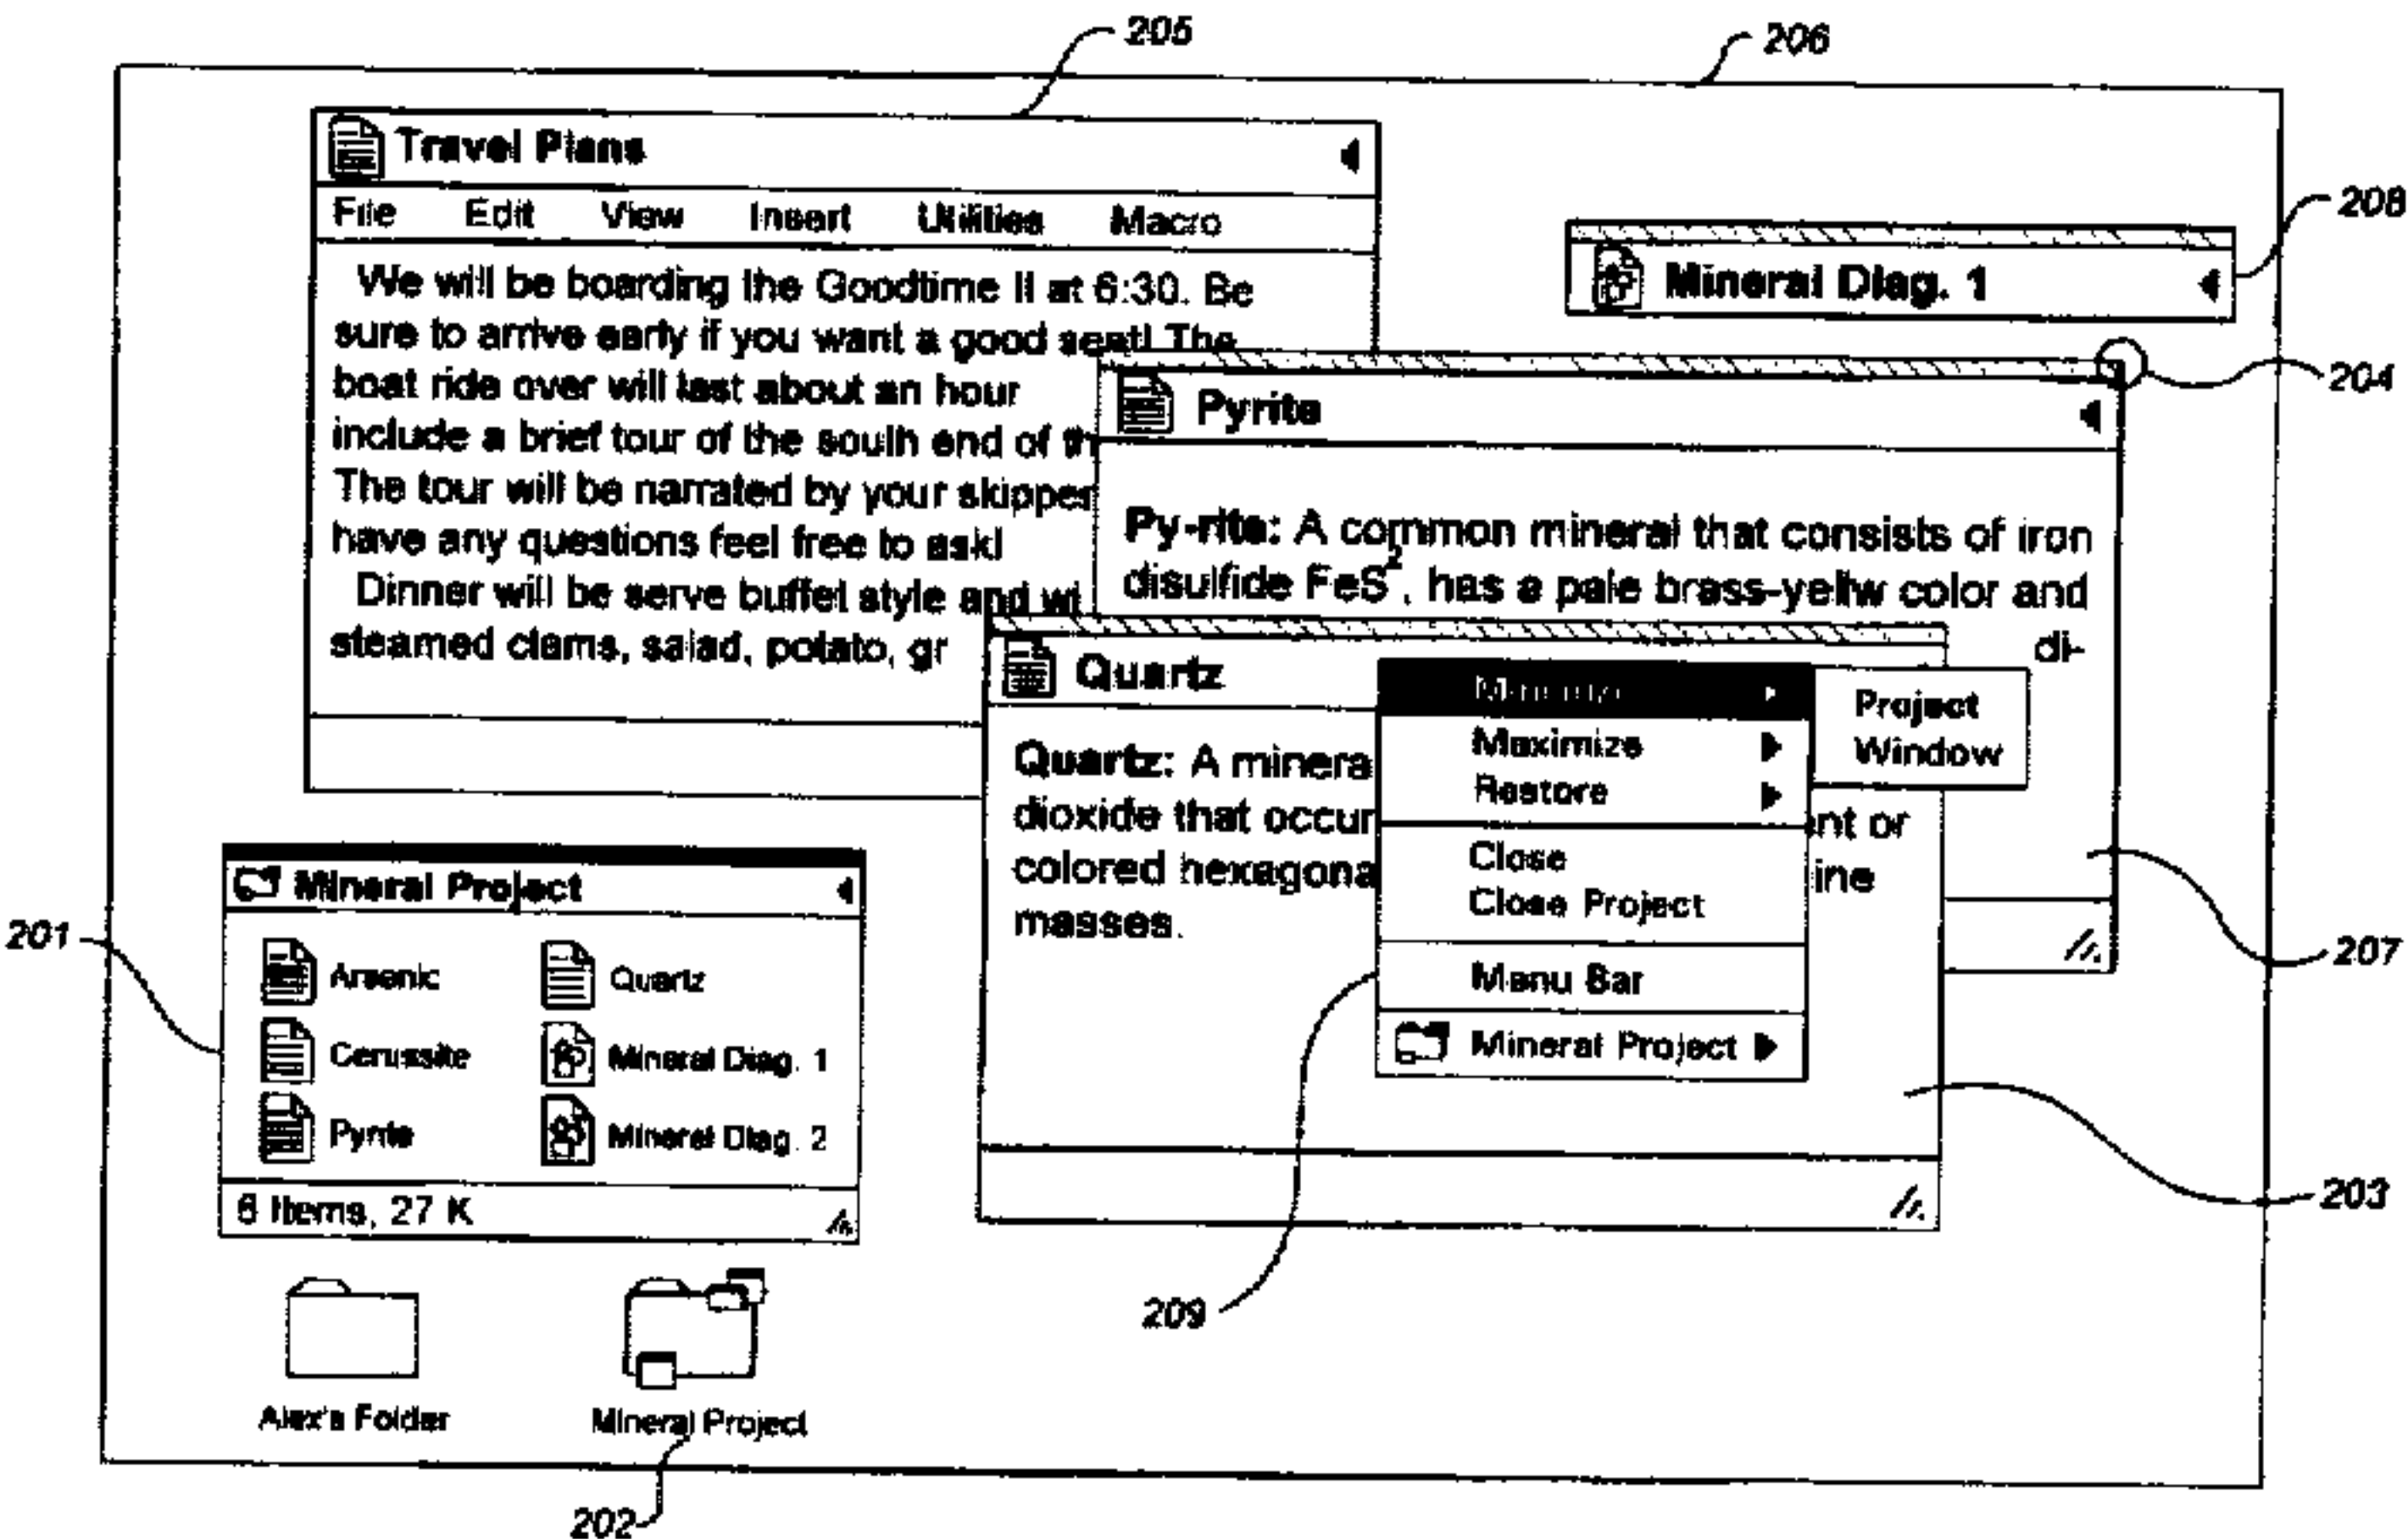 205
206
Travel Plans
File Edit View Insert Utilities Macro
We will be boarding the Goodtime II at 6:30. Be
sure to arrive early if you want a good seat! The
boat ride over will last about an hour
include a brief tour of the south end of th
The tour will be narrated by your skipper
have any questions feel free to ask!
Dinner will be serve buffet style and wi
steamed clams, salad, potato, gr
208
Mineral Diag. 1
204
Pyrite
Py-rite: A common mineral that consists of iron
disulfide FeS², has a pale brass-yellw color and
di-
Quartz
Quartz: A minera
dioxide that occur nt or
colored hexagona ine
masses.
Minimize
Maximize
Restore
Close
Close Project
Menu Bar
Mineral Project
Project
Window
207
203
209
201
Mineral Project
Arsenic Quartz
Cerussite Mineral Diag. 1
Pyrite Mineral Diag. 2
6 Items, 27 K
Alex's Folder
Mineral Project
202